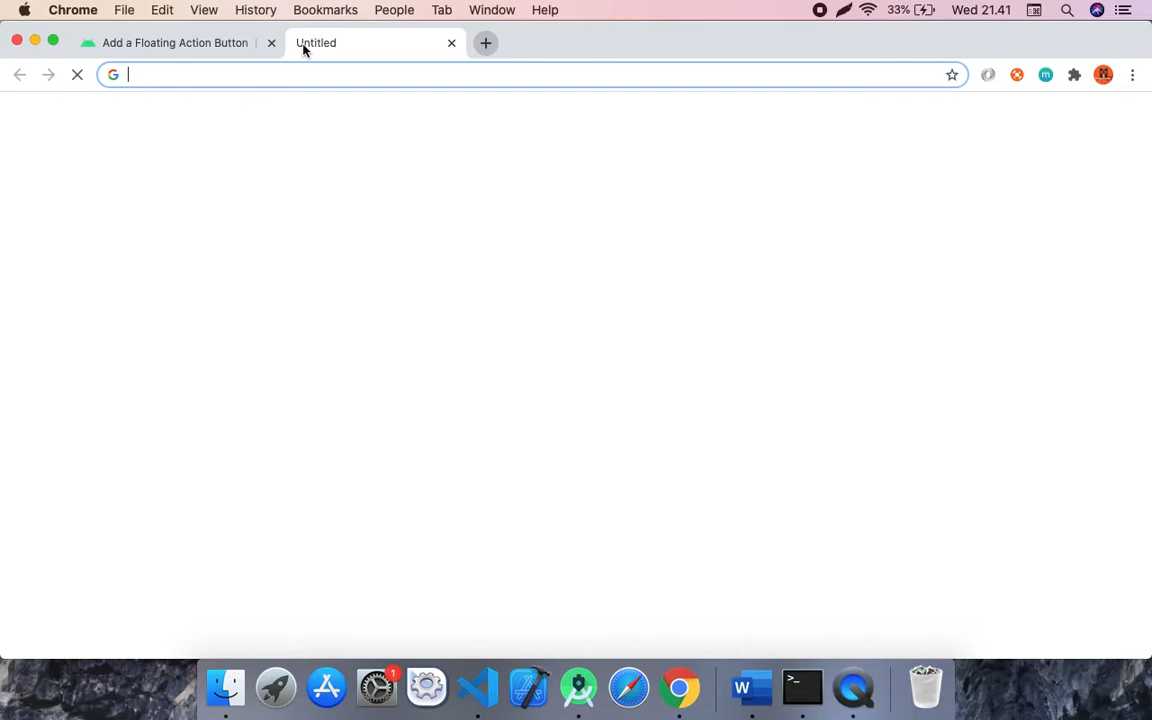 Chrome File Edit View History Bookmarks People Tab Window Help 33% Wed 21.41
Add a Floating Action Button Untitled
1
W